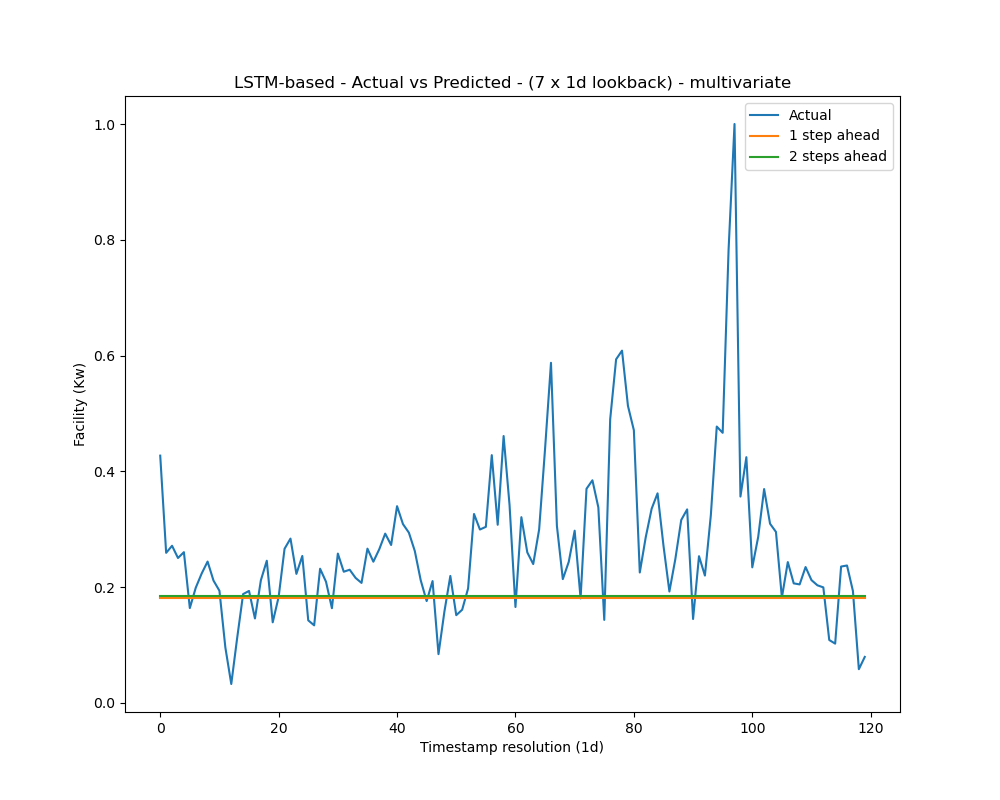 LSTM-based - Actual vs Predicted - (7 x 1d lookback) - multivariate
Actual
1 step ahead
2 steps ahead
1.0
0.8
0.6
0.4
0.2
0.0
Facility (Kw)
0 20 40 60 80 100 120
Timestamp resolution (1d)